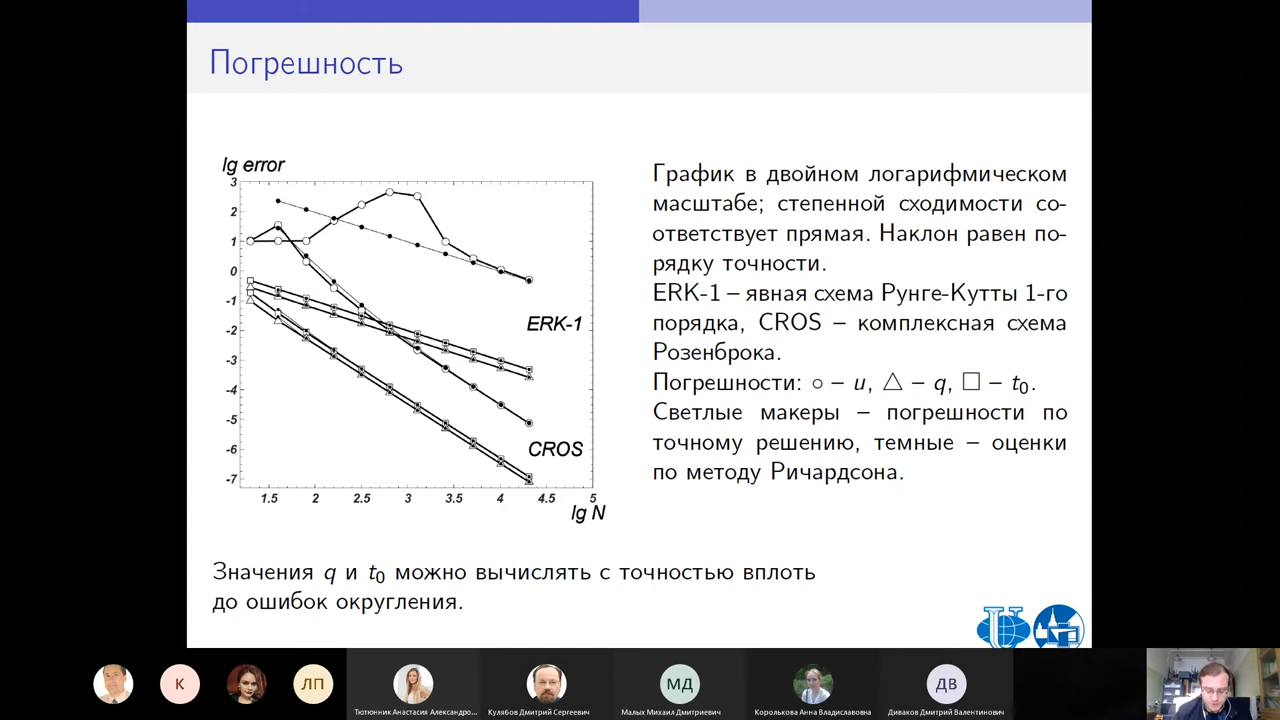 Погрешность
lg error
3
2
1
0
-1
-2
-3
-4
-5
-6
-7
ERK-1
CROS
1.5 2 2.5 3 3.5 4 4.5 5
lg N
График в двойном логарифмическом
масштабе; степенной сходимости со-
ответствует прямая. Наклон равен по-
рядку точности.
ERK-1 – явная схема Рунге-Кутты 1-го
порядка, CROS – комплексная схема
Розенброка.
Погрешности: ○ – u, △ – q, □ – t₀.
Светлые макеры – погрешности по
точному решению, темные – оценки
по методу Ричардсона.
Значения q и t₀ можно вычислять с точностью вплоть
до ошибок округления.
К
ЛП
МД
ДВ
Тютюнник Анастасия Александро...
Кулябов Дмитрий Сергеевич
Малых Михаил Дмитриевич
Королькова Анна Владиславовна
Диваков Дмитрий Валентинович